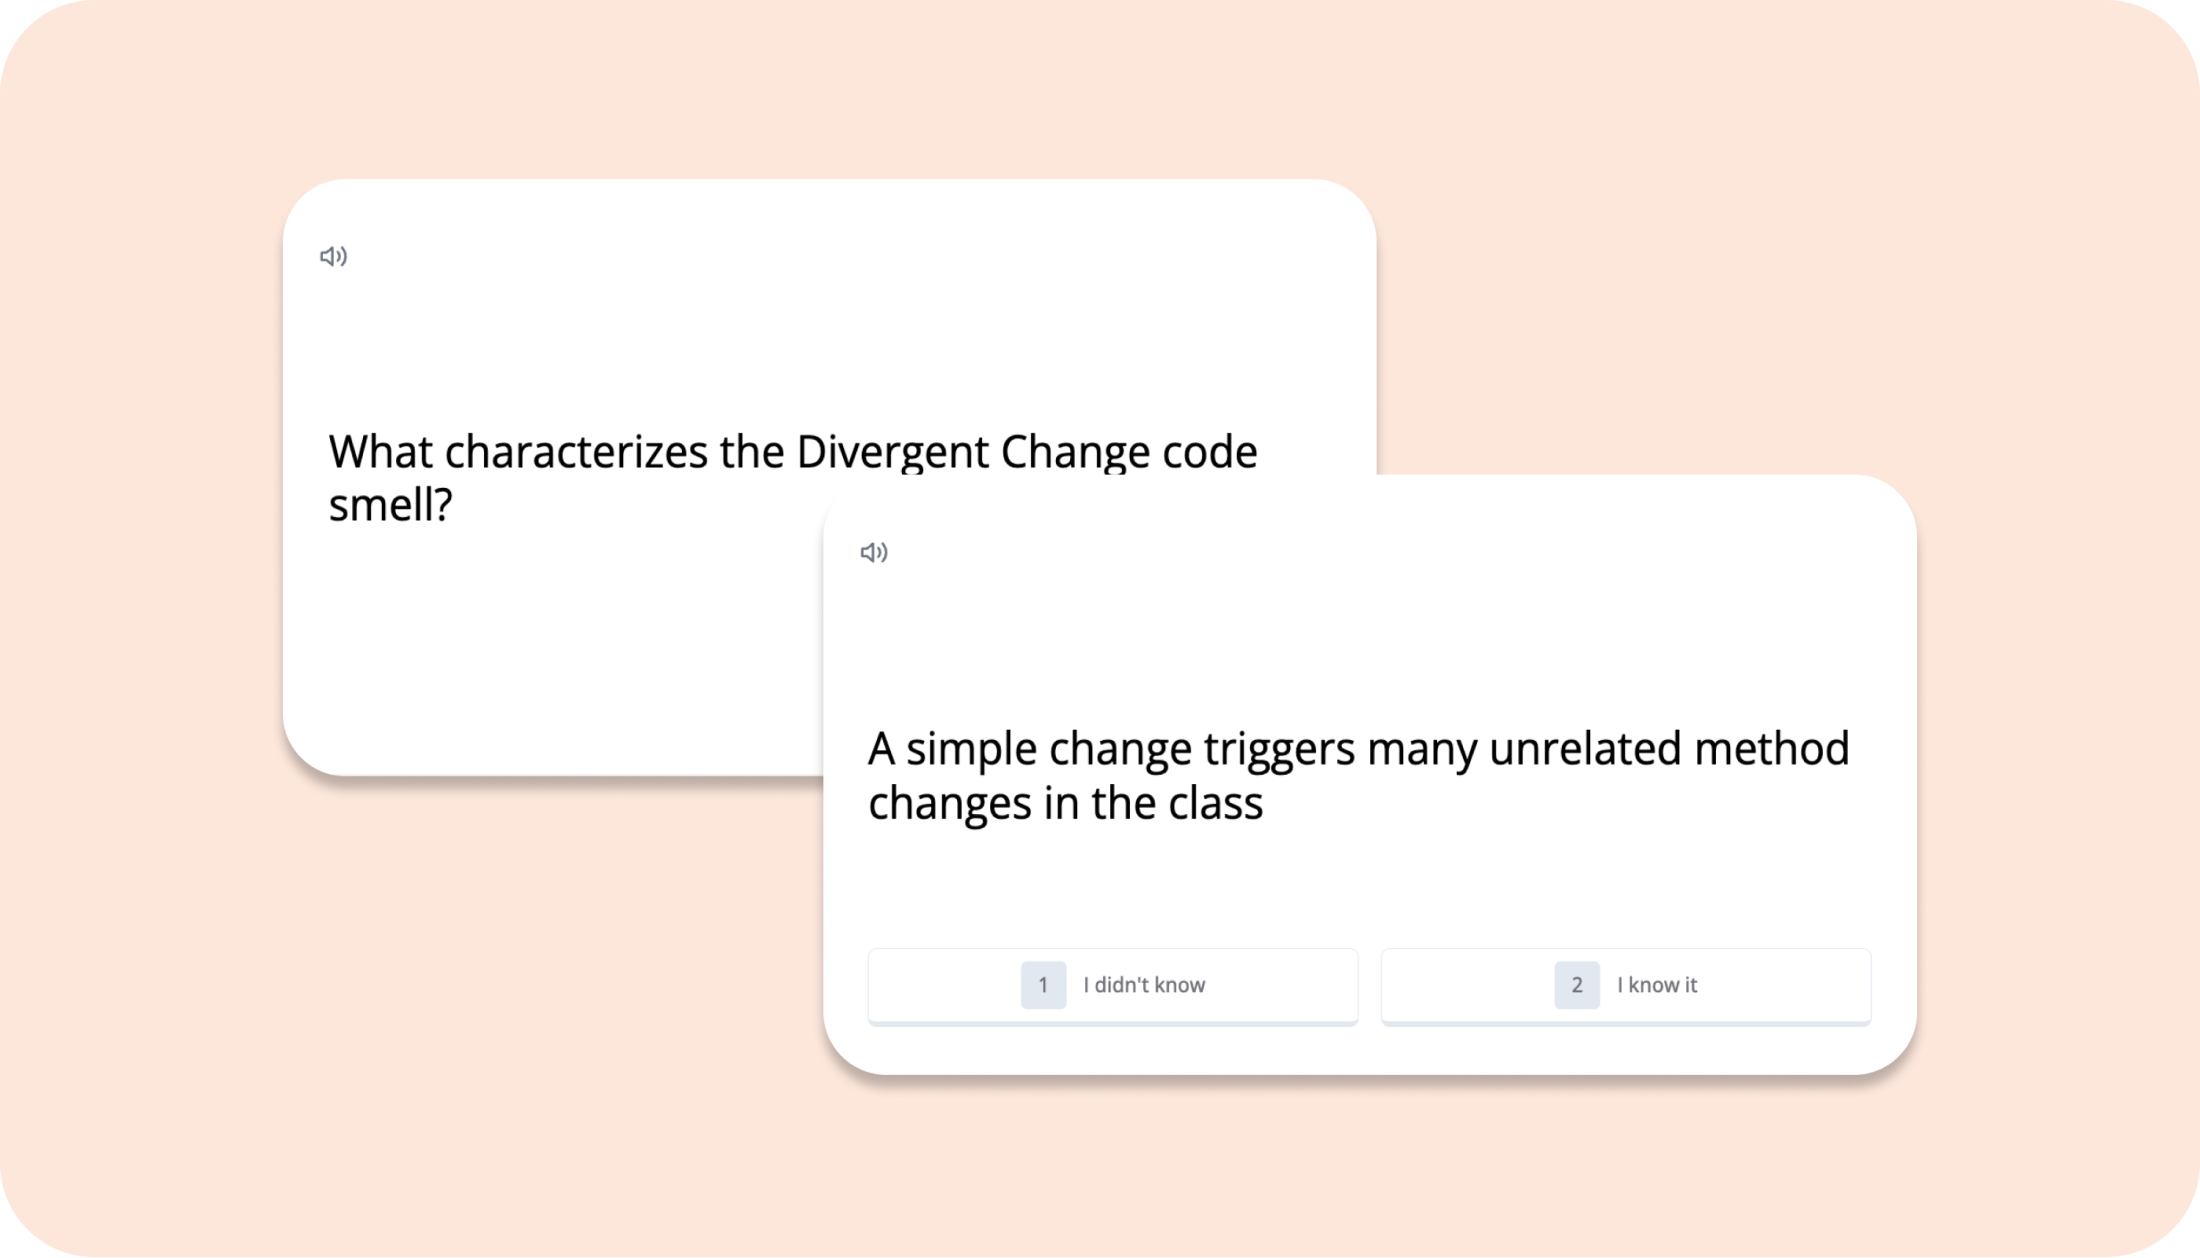 What characterizes the Divergent Change code
smell?
A simple change triggers many unrelated method
changes in the class
1 I didn't know
2 I know it